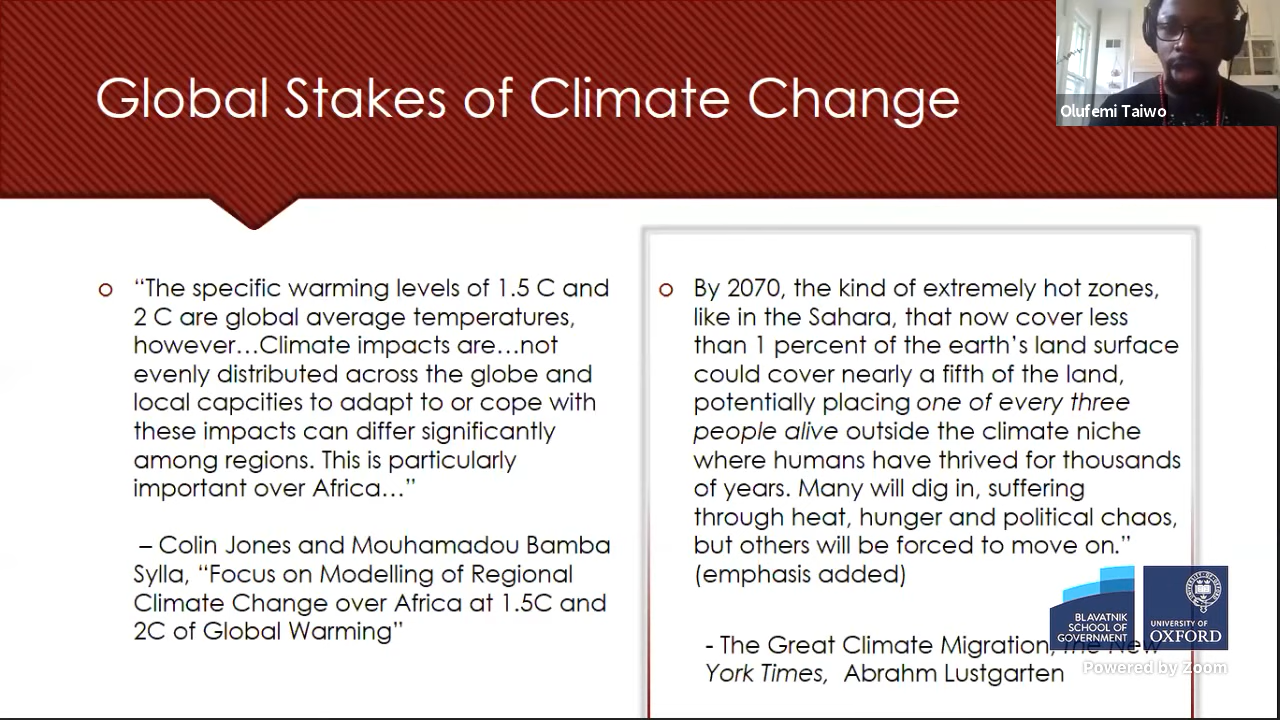 Global Stakes of Climate Change
Olufemi Taiwo
“The specific warming levels of 1.5 C and
2 C are global average temperatures,
however…Climate impacts are…not
evenly distributed across the globe and
local capcities to adapt to or cope with
these impacts can differ significantly
among regions. This is particularly
important over Africa…”
– Colin Jones and Mouhamadou Bamba
Sylla, “Focus on Modelling of Regional
Climate Change over Africa at 1.5C and
2C of Global Warming”
By 2070, the kind of extremely hot zones,
like in the Sahara, that now cover less
than 1 percent of the earth’s land surface
could cover nearly a fifth of the land,
potentially placing one of every three
people alive outside the climate niche
where humans have thrived for thousands
of years. Many will dig in, suffering
through heat, hunger and political chaos,
but others will be forced to move on.”
(emphasis added)
- The Great Climate Migration, The New
York Times, Abrahm Lustgarten
BLAVATNIK
SCHOOL OF
GOVERNMENT
UNIVERSITY OF
OXFORD
Powered by Zoom